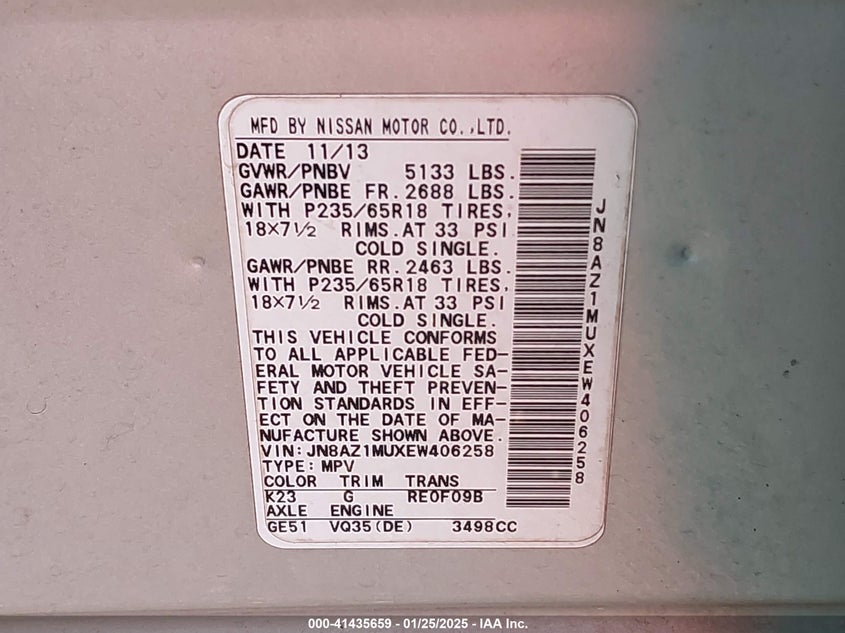 MFD BY NISSAN MOTOR CO.,LTD.
DATE 11/13
GVWR/PNBV 5133 LBS.
GAWR/PNBE FR.2688 LBS.
WITH P235/65R18 TIRES,
18×7½ RIMS.AT 33 PSI
COLD SINGLE.
GAWR/PNBE RR.2463 LBS.
WITH P235/65R18 TIRES,
18×7½ RIMS.AT 33 PSI
COLD SINGLE.
THIS VEHICLE CONFORMS
TO ALL APPLICABLE FED-
ERAL MOTOR VEHICLE SA-
FETY AND THEFT PREVEN-
TION STANDARDS IN EFF-
ECT ON THE DATE OF MA-
NUFACTURE SHOWN ABOVE.
VIN:JN8AZ1MUXEW406258
TYPE:MPV
COLOR TRIM TRANS
K23 G RE0F09B
AXLE ENGINE
GE51 VQ35(DE) 3498CC
JN8AZ1MUXEW406258
000-41435659 - 01/25/2025 - IAA Inc.